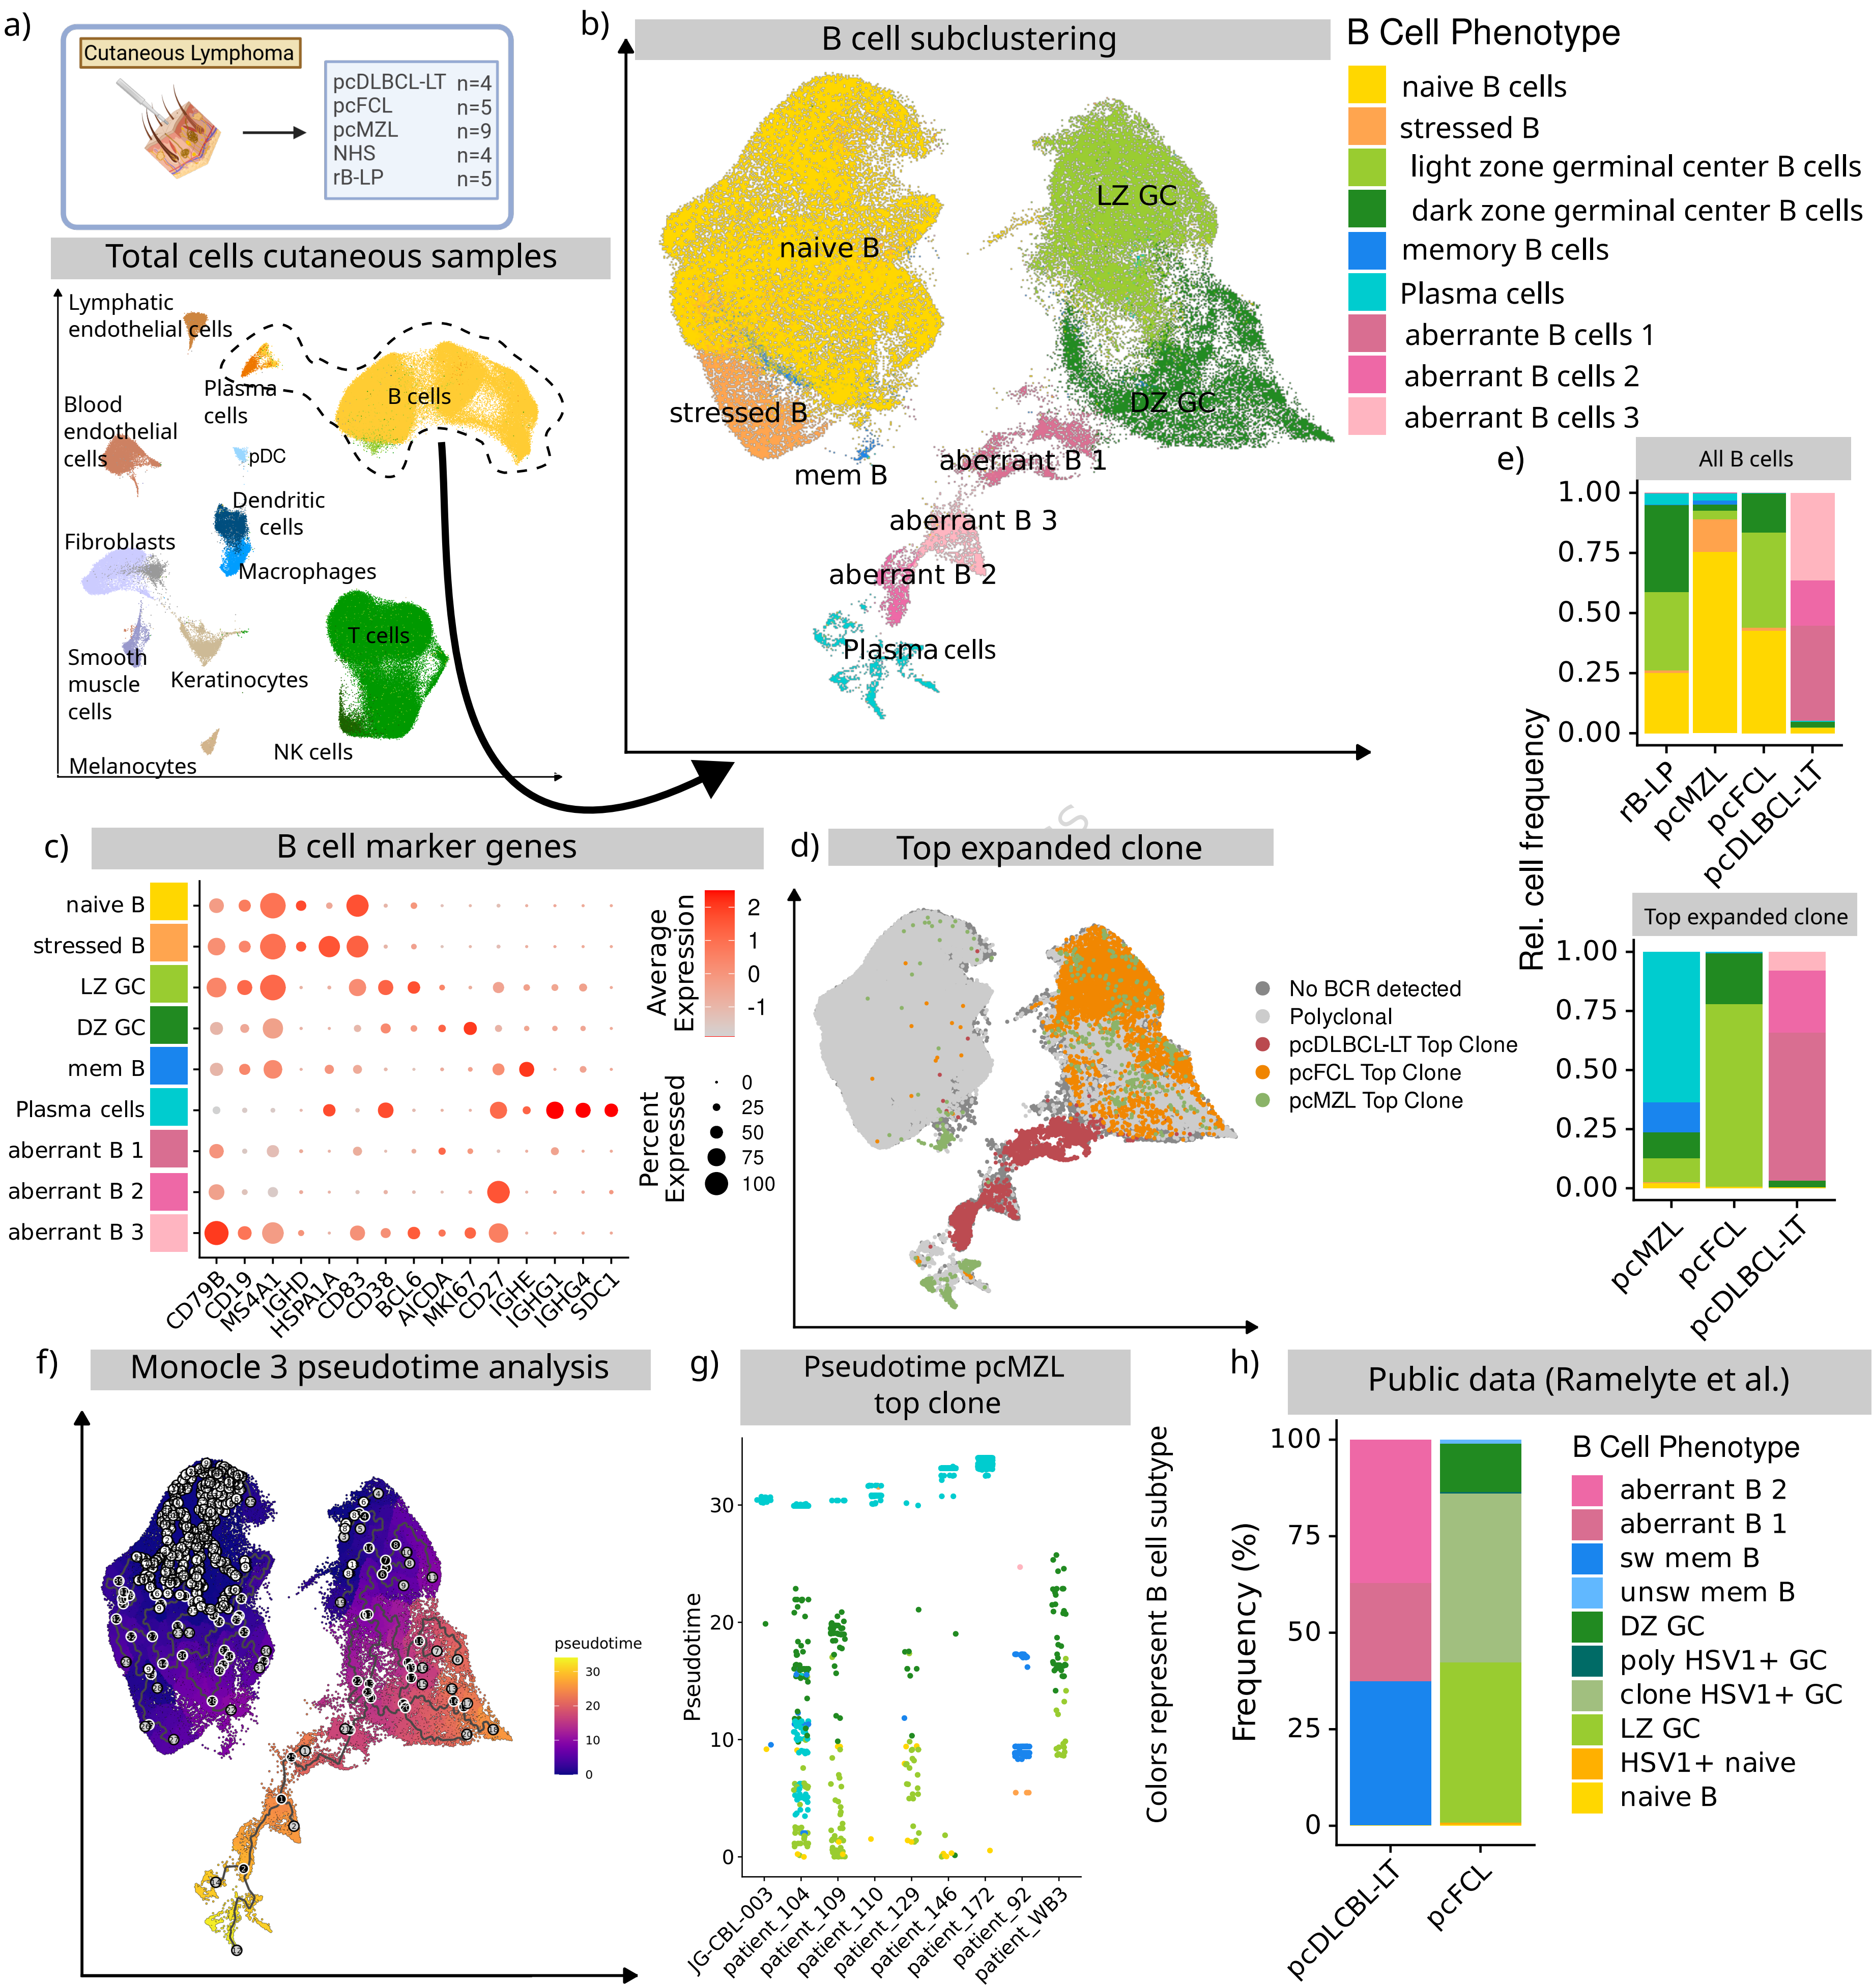 a)
Cutaneous Lymphoma
pcDLBCL-LT n=4
pcFCL n=5
pcMZL n=9
NHS n=4
rB-LP n=5
Total cells cutaneous samples
Lymphatic
endothelial cells
Plasma
cells
B cells
Blood
endothelial
cells
pDC
Dendritic
cells
Fibroblasts
Macrophages
T cells
Smooth
muscle
cells
Keratinocytes
NK cells
Melanocytes
b)
B cell subclustering
naive B
LZ GC
stressed B
DZ GC
mem B
aberrant B 1
aberrant B 3
aberrant B 2
Plasma cells
B Cell Phenotype
naive B cells
stressed B
light zone germinal center B cells
dark zone germinal center B cells
memory B cells
Plasma cells
aberrante B cells 1
aberrant B cells 2
aberrant B cells 3
c)
B cell marker genes
naive B
stressed B
LZ GC
DZ GC
mem B
Plasma cells
aberrant B 1
aberrant B 2
aberrant B 3
CD79B
CD19
MS4A1
IGHD
HSPA1A
CD83
CD38
BCL6
AICDA
MKI67
CD27
IGHE
IGHG1
IGHG4
SDC1
Average
Expression
2
1
0
-1
Percent
Expressed
0
25
50
75
100
d)
Top expanded clone
No BCR detected
Polyclonal
pcDLBCL-LT Top Clone
pcFCL Top Clone
pcMZL Top Clone
e)
All B cells
Rel. cell frequency
1.00
0.75
0.50
0.25
0.00
rB-LP
pcMZL
pcFCL
pcDLBCL-LT
Top expanded clone
1.00
0.75
0.50
0.25
0.00
pcMZL
pcFCL
pcDLBCL-LT
f)
Monocle 3 pseudotime analysis
pseudotime
30
20
10
0
g)
Pseudotime pcMZL
top clone
Pseudotime
30
20
10
0
JG-CBL-003
patient_104
patient_109
patient_110
patient_129
patient_146
patient_172
patient_92
patient_WB3
Colors represent B cell subtype
h)
Public data (Ramelyte et al.)
Frequency (%)
100
75
50
25
0
pcDLCBL-LT
pcFCL
B Cell Phenotype
aberrant B 2
aberrant B 1
sw mem B
unsw mem B
DZ GC
poly HSV1+ GC
clone HSV1+ GC
LZ GC
HSV1+ naive
naive B